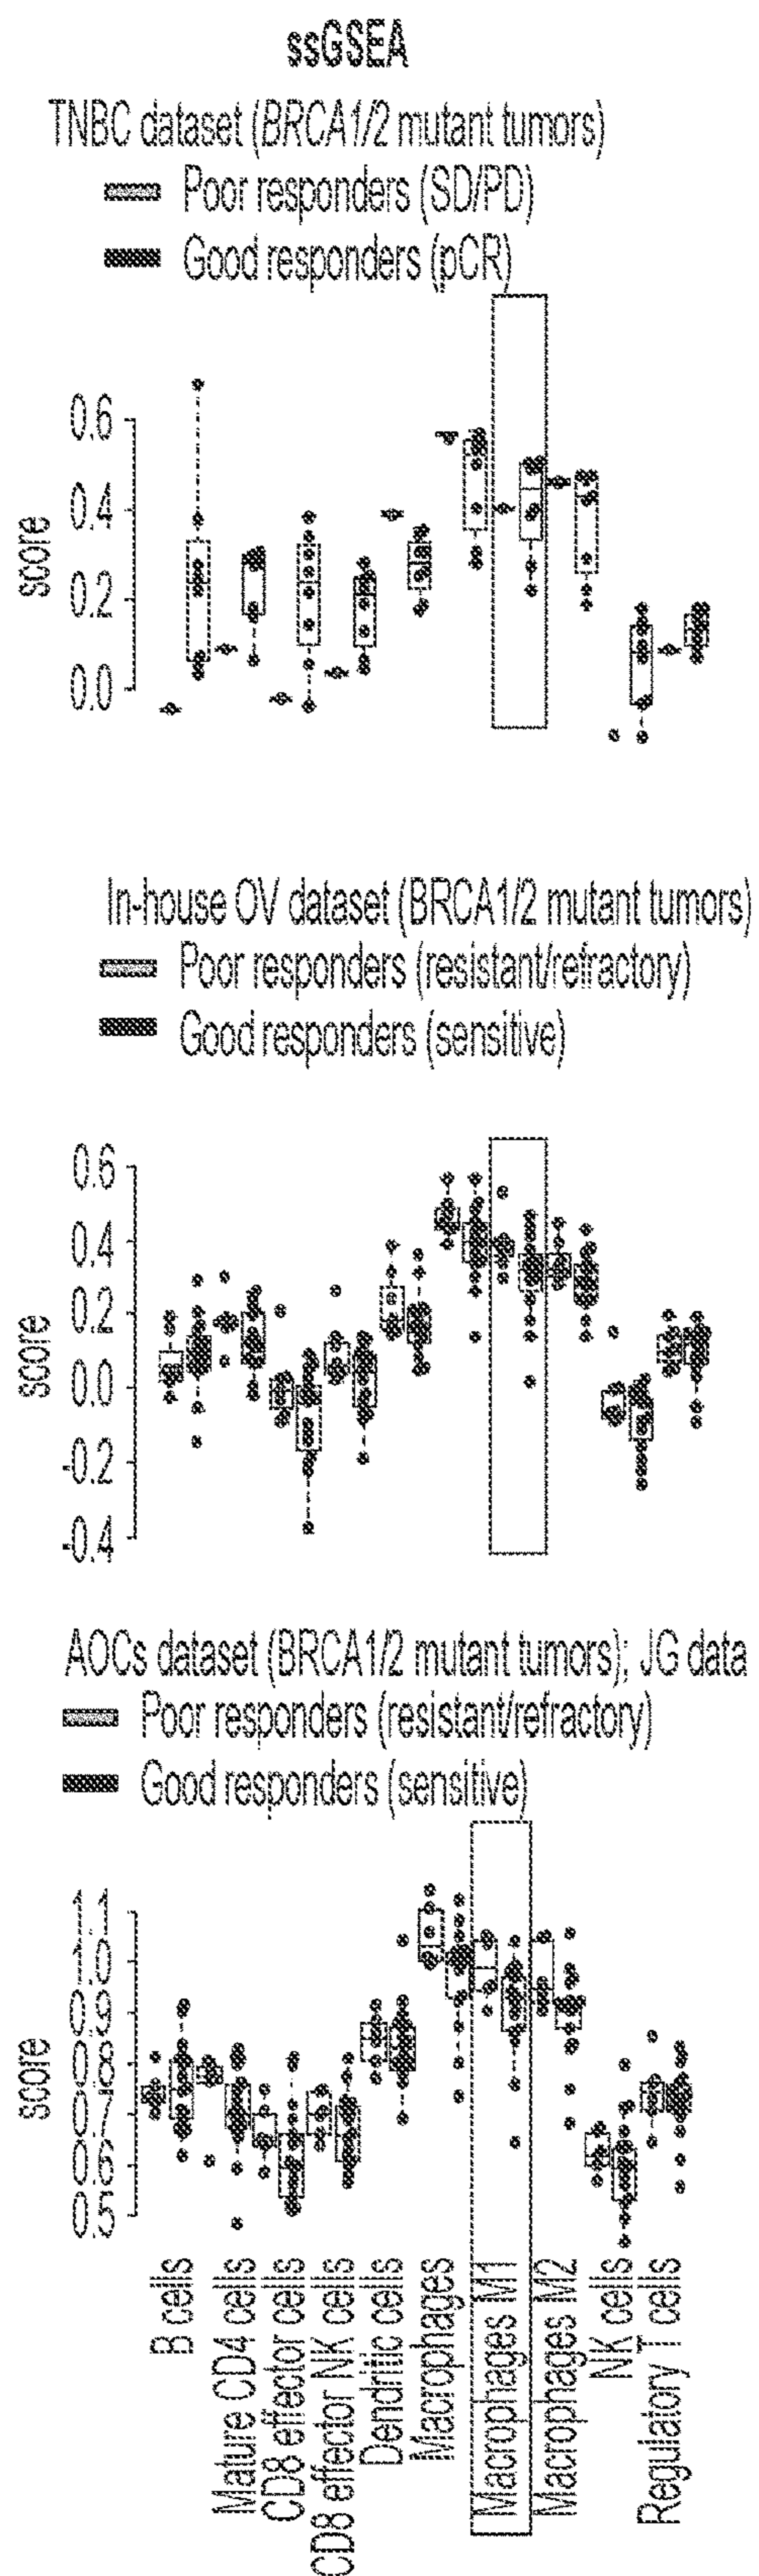 ssGSEA
TNBC dataset (BRCA1/2 mutant tumors)
Poor responders (SD/PD)
Good responders (pCR)
0.6
0.4
0.2
0.0
score
In-house OV dataset (BRCA1/2 mutant tumors)
Poor responders (resistant/refractory)
Good responders (sensitive)
0.6
0.4
0.2
0.0
-0.2
-0.4
score
AOCs dataset (BRCA1/2 mutant tumors); JG data
Poor responders (resistant/refractory)
Good responders (sensitive)
1.1
1.0
0.9
0.8
0.7
0.6
0.5
score
B cells
Mature CD4 cells
CD8 effector cells
CD8 effector NK cells
Dendritic cells
Macrophages
Macrophages M1
Macrophages M2
NK cells
Regulatory T cells